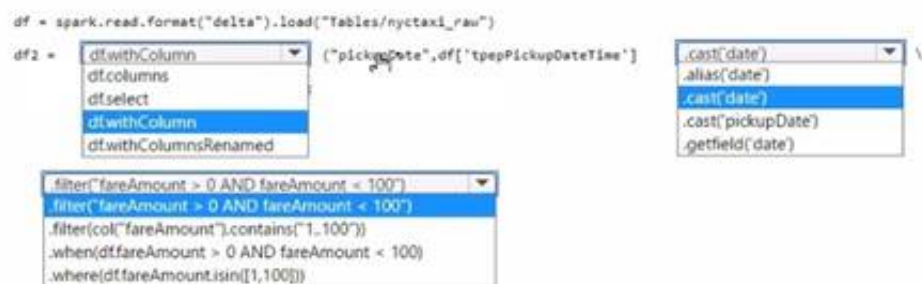 df = spark.read.format("delta").load("Tables/nyctaxi_raw")
df2 = df.withColumn ("pickupDate",df['tpepPickupDateTime'] .cast('date') \
df.columns
df.select
df.withColumn
df.withColumnsRenamed
.alias('date')
.cast('date')
.cast('pickupDate')
.getfield('date')
.filter("fareAmount > 0 AND fareAmount < 100")
.filter("fareAmount > 0 AND fareAmount < 100")
.filter(col("fareAmount").contains("1..100"))
.when(df.fareAmount > 0 AND fareAmount < 100)
.where(df.fareAmount.isin([1,100]))